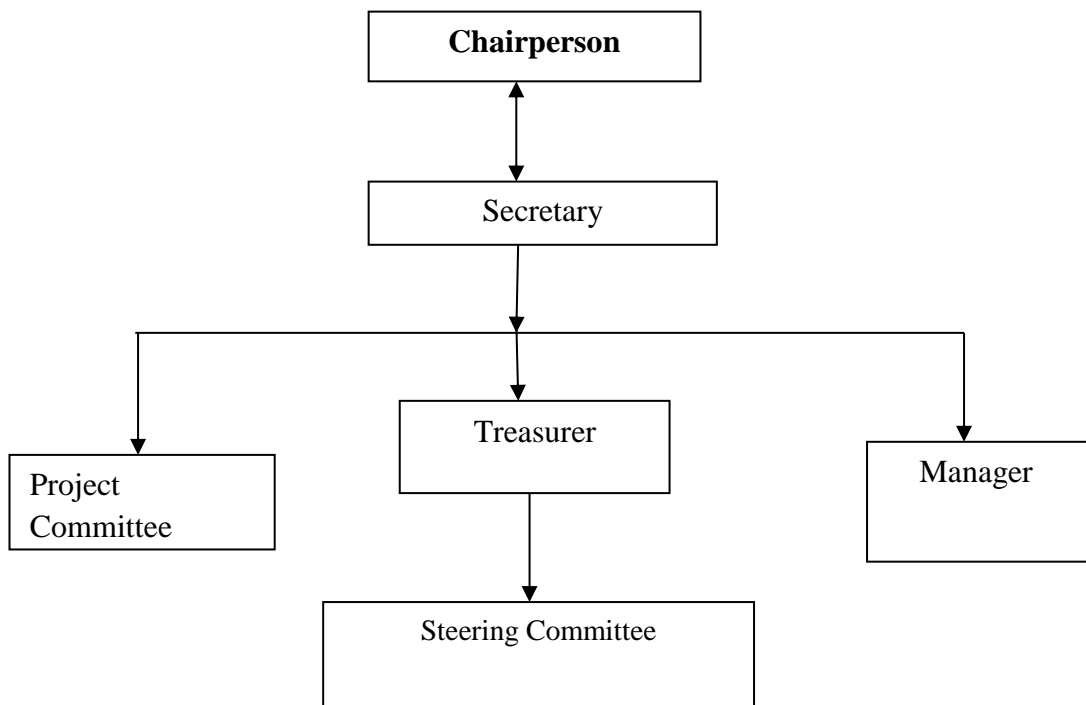 Chairperson
Secretary
Treasurer
Manager
Project
Committee
Steering Committee